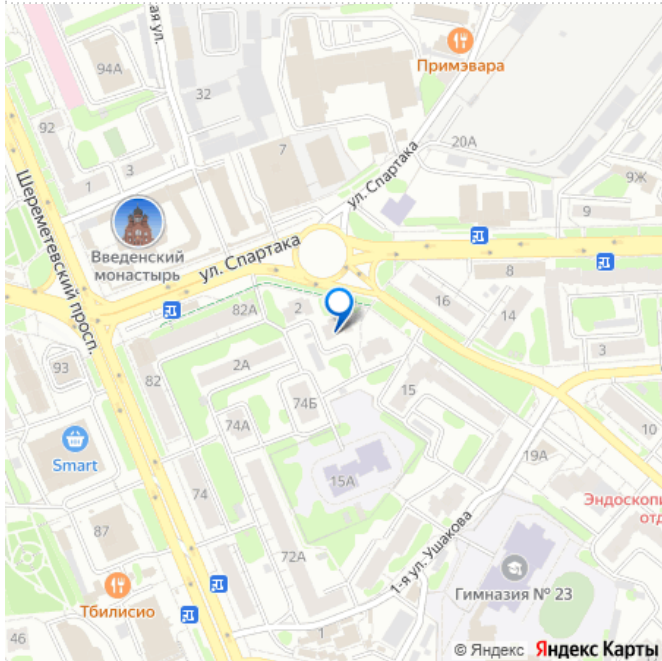 ая ул.
Примэвара
94А
32
92
7
20А
3
1
9Ж
ул. Спартака
9
Шереметевский просп.
Введенский
монастырь
ул. Спартака
8
82А
2
16
14
93
2А
3
82
15
74Б
74А
10
Smart
19А
15А
74
Эндоскопи
отд
87
72А
1-я ул. Ушакова
Гимназия № 23
Тбилисио
46
1
© Яндекс Яндекс Карты